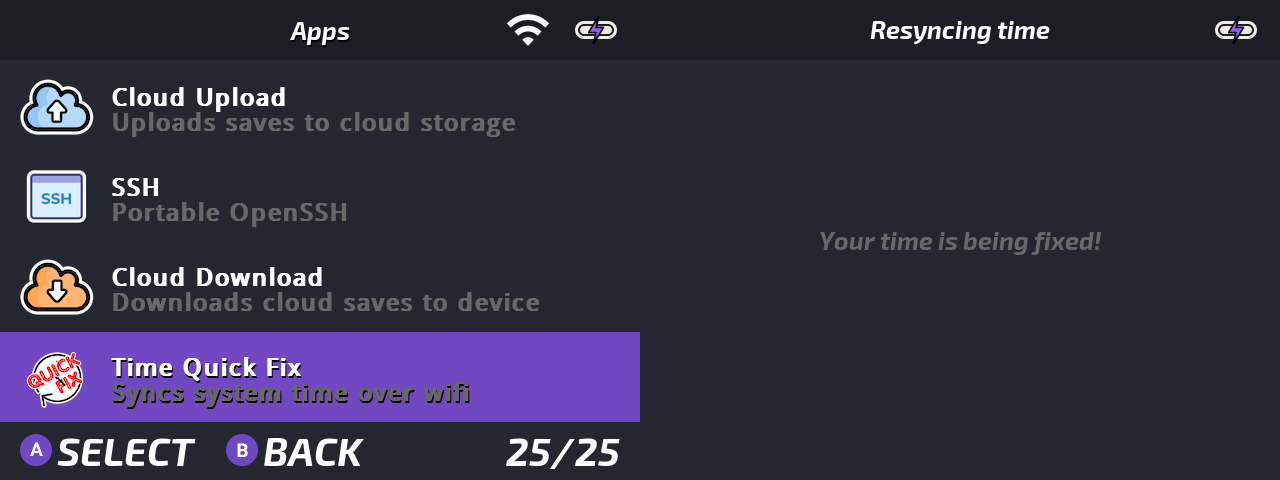 Apps
Cloud Upload
Uploads saves to cloud storage
SSH
SSH
Portable OpenSSH
Cloud Download
Downloads cloud saves to device
QUICK
FIX
Time Quick Fix
Syncs system time over wifi
A SELECT B BACK 25/25
Resyncing time
Your time is being fixed!